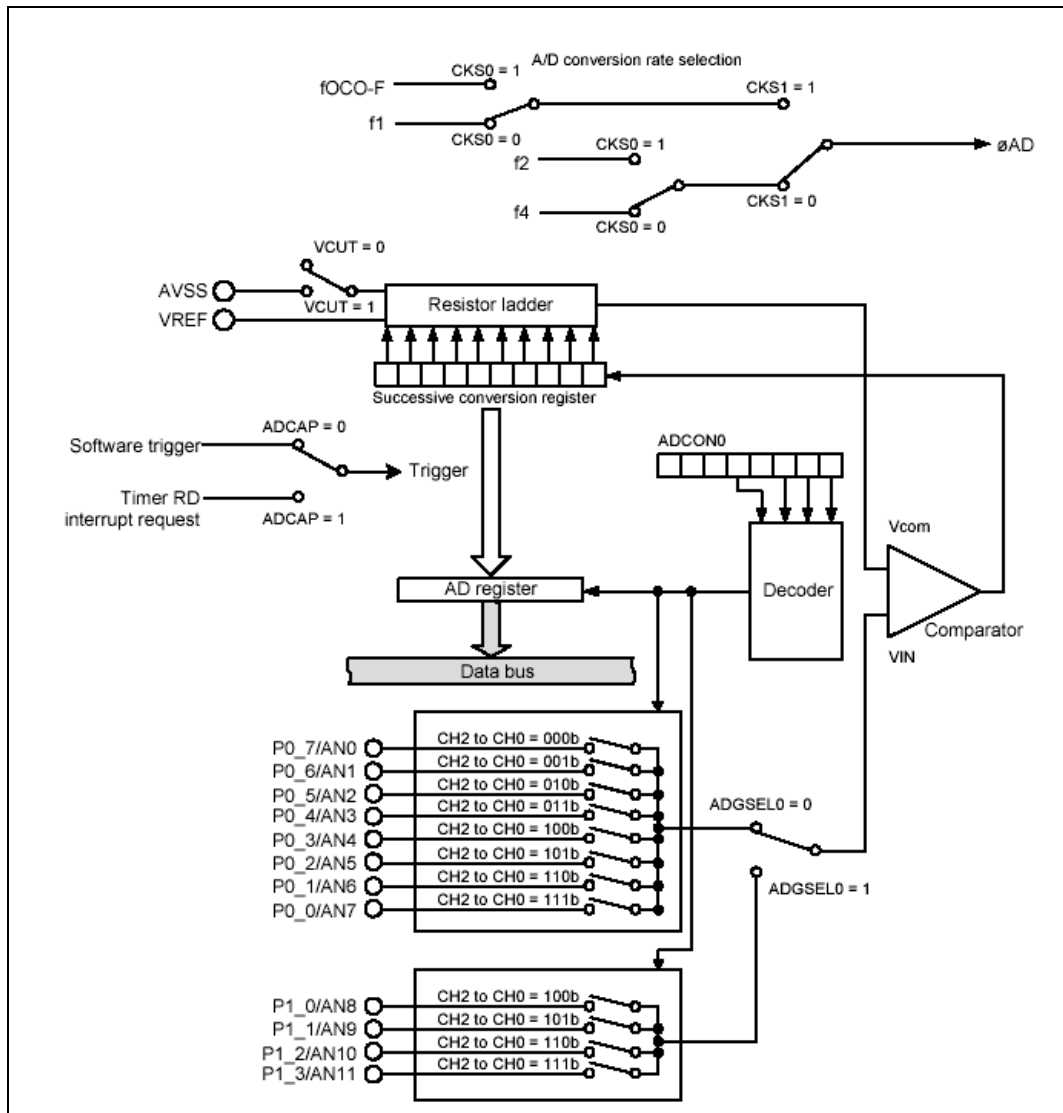 A/D conversion rate selection
CKS0 = 1
fOCO-F
CKS1 = 1
f1
CKS0 = 0
CKS0 = 1
f2
øAD
CKS1 = 0
f4
CKS0 = 0
VCUT = 0
AVSS
VCUT = 1
Resistor ladder
VREF
Successive conversion register
ADCAP = 0
Software trigger
Trigger
Timer RD
interrupt request
ADCAP = 1
ADCON0
Vcom
Decoder
AD register
Comparator
VIN
Data bus
P0_7/AN0 CH2 to CH0 = 000b
P0_6/AN1 CH2 to CH0 = 001b
P0_5/AN2 CH2 to CH0 = 010b
P0_4/AN3 CH2 to CH0 = 011b
P0_3/AN4 CH2 to CH0 = 100b
P0_2/AN5 CH2 to CH0 = 101b
P0_1/AN6 CH2 to CH0 = 110b
P0_0/AN7 CH2 to CH0 = 111b
ADGSEL0 = 0
ADGSEL0 = 1
P1_0/AN8 CH2 to CH0 = 100b
P1_1/AN9 CH2 to CH0 = 101b
P1_2/AN10 CH2 to CH0 = 110b
P1_3/AN11 CH2 to CH0 = 111b